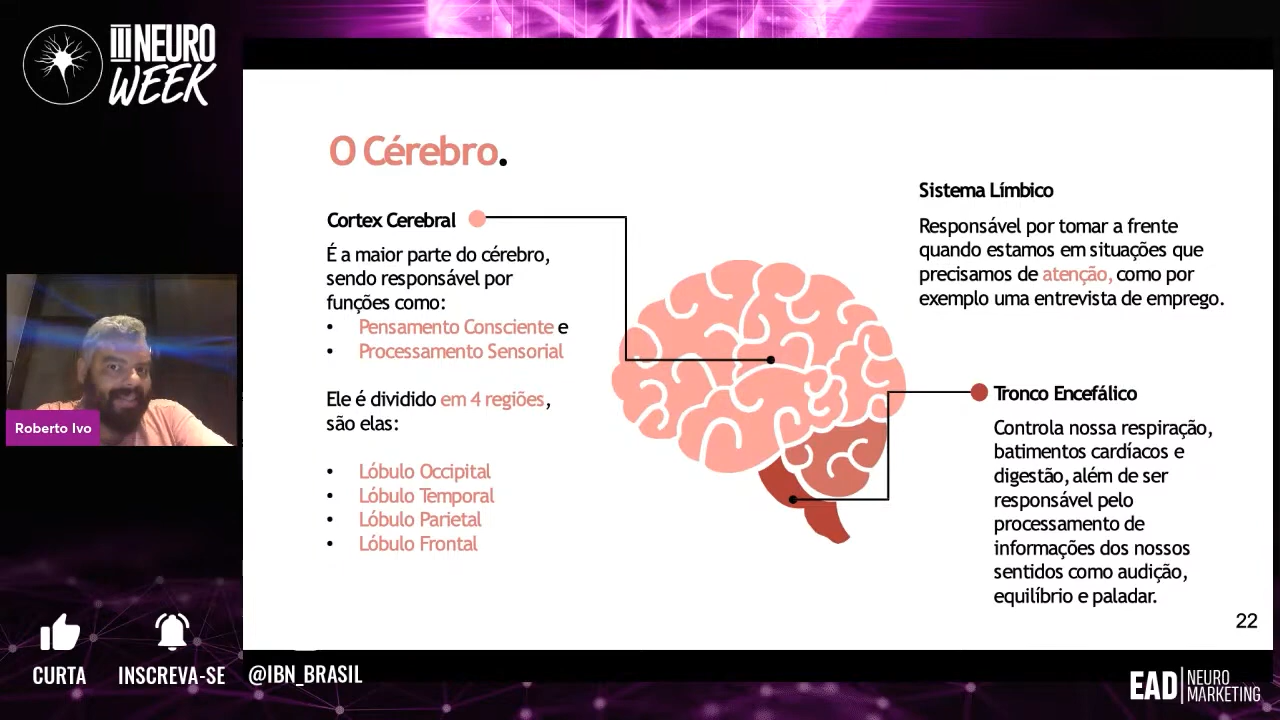 III NEURO
WEEK
O Cérebro.
Cortex Cerebral
É a maior parte do cérebro,
sendo responsável por
funções como:
• Pensamento Consciente e
• Processamento Sensorial
Ele é dividido em 4 regiões,
são elas:
• Lóbulo Occipital
• Lóbulo Temporal
• Lóbulo Parietal
• Lóbulo Frontal
Sistema Límbico
Responsável por tomar a frente
quando estamos em situações que
precisamos de atenção, como por
exemplo uma entrevista de emprego.
Tronco Encefálico
Controla nossa respiração,
batimentos cardíacos e
digestão, além de ser
responsável pelo
processamento de
informações dos nossos
sentidos como audição,
equilíbrio e paladar.
22
Roberto Ivo
CURTA
INSCREVA-SE
@IBN_BRASIL
EAD NEURO
MARKETING